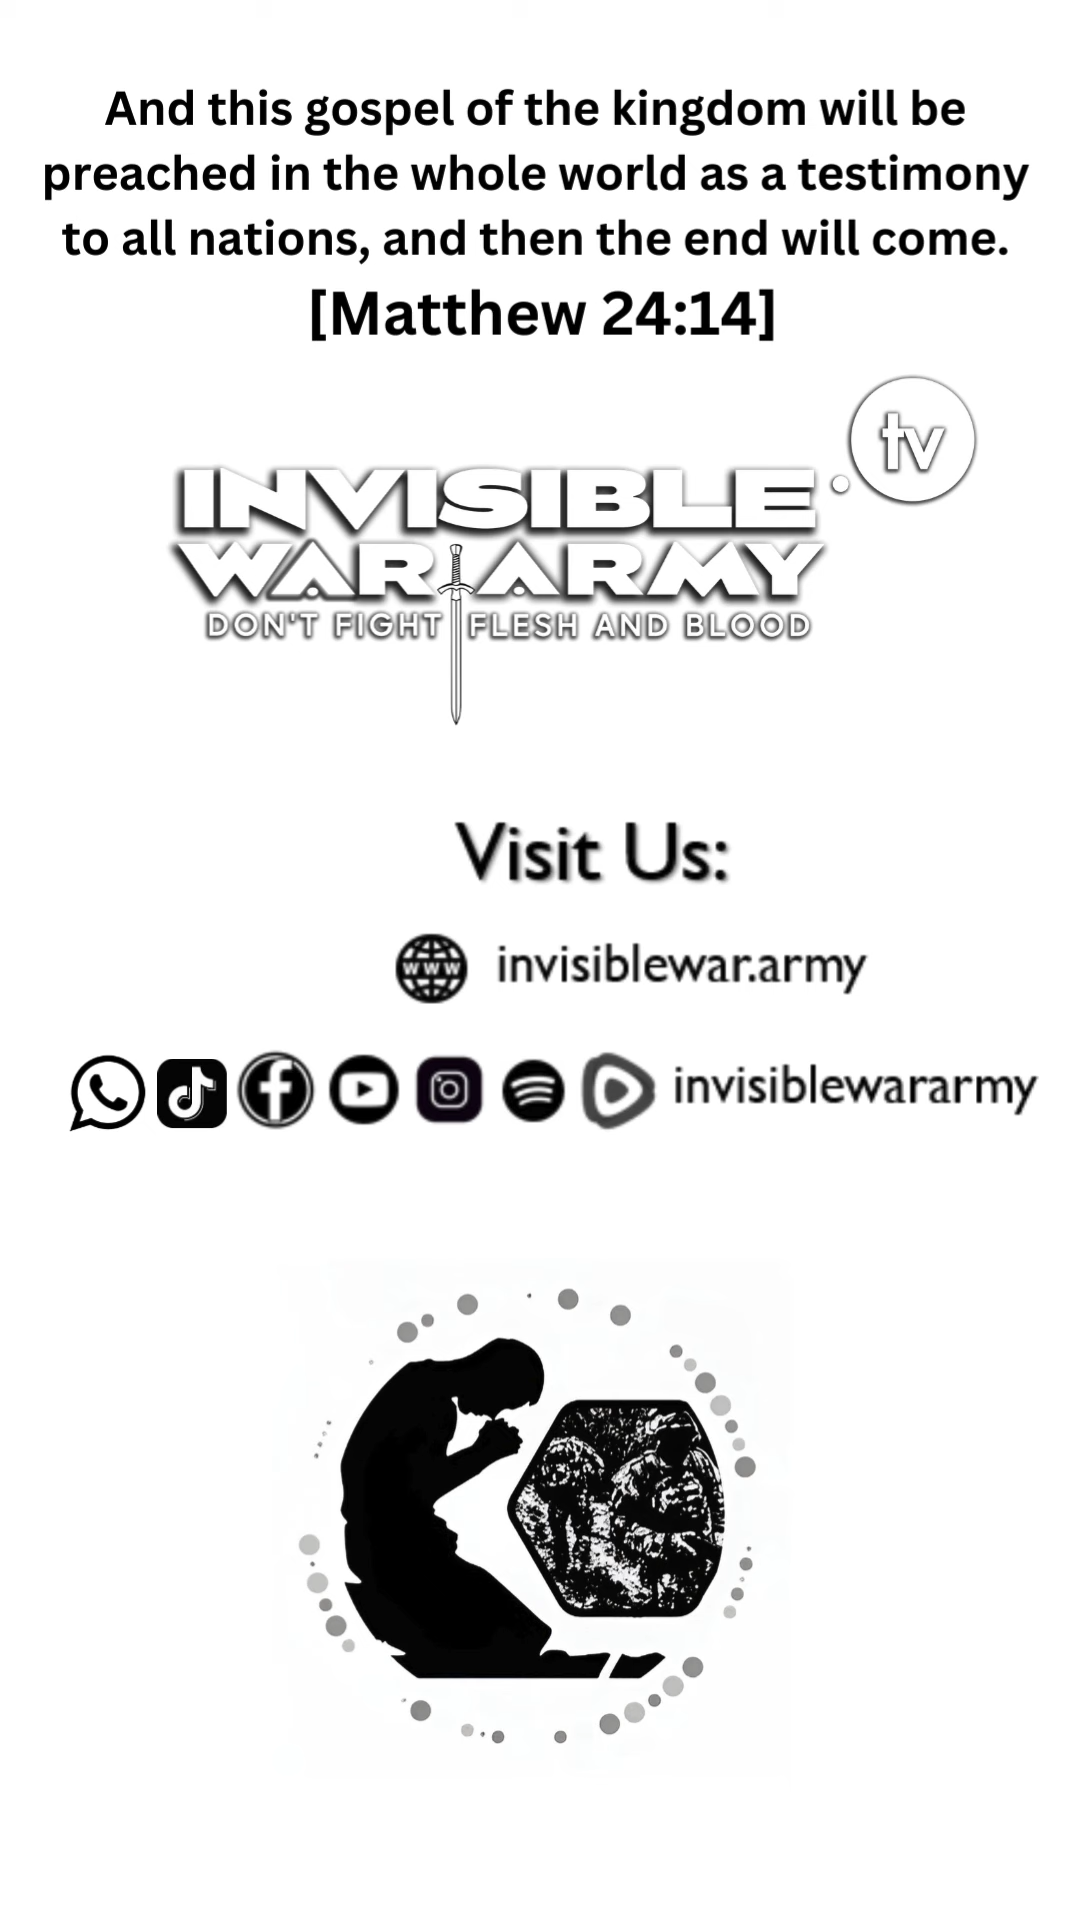 And this gospel of the kingdom will be
preached in the whole world as a testimony
to all nations, and then the end will come.
[Matthew 24:14]
.tv
INVISIBLE
WAR ARMY
DON'T FIGHT FLESH AND BLOOD
Visit Us:
WWW invisiblewar.army
invisiblewararmy